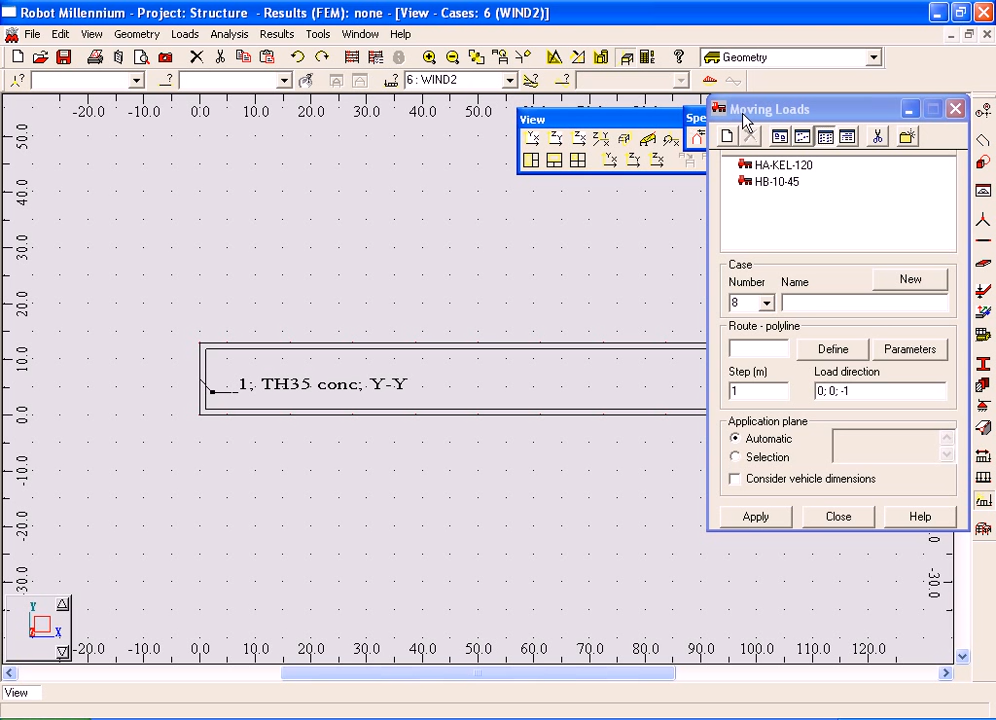 Robot Millennium - Project: Structure - Results (FEM): none - [View - Cases: 6 (WIND2)]
File Edit View Geometry Loads Analysis Results Tools Window Help
Geometry
6 : WIND2
-20.0 -10.0 0.0 10.0 20.0 30.0 40.0 50.0 60.0
View
Spe
Moving Loads
HA-KEL-120
HB-10-45
Case
Number Name New
8
Route - polyline
Define Parameters
Step (m) Load direction
1 0; 0; -1
Application plane
Automatic
Selection
Consider vehicle dimensions
Apply Close Help
50.0
40.0
30.0
20.0
10.0
0.0
-10.0
-20.0
-30.0
1; TH35 conc; Y-Y
-30.0
Y
Z X
-20.0 -10.0 0.0 10.0 20.0 30.0 40.0 50.0 60.0 70.0 80.0 90.0 100.0 110.0 120.0
View